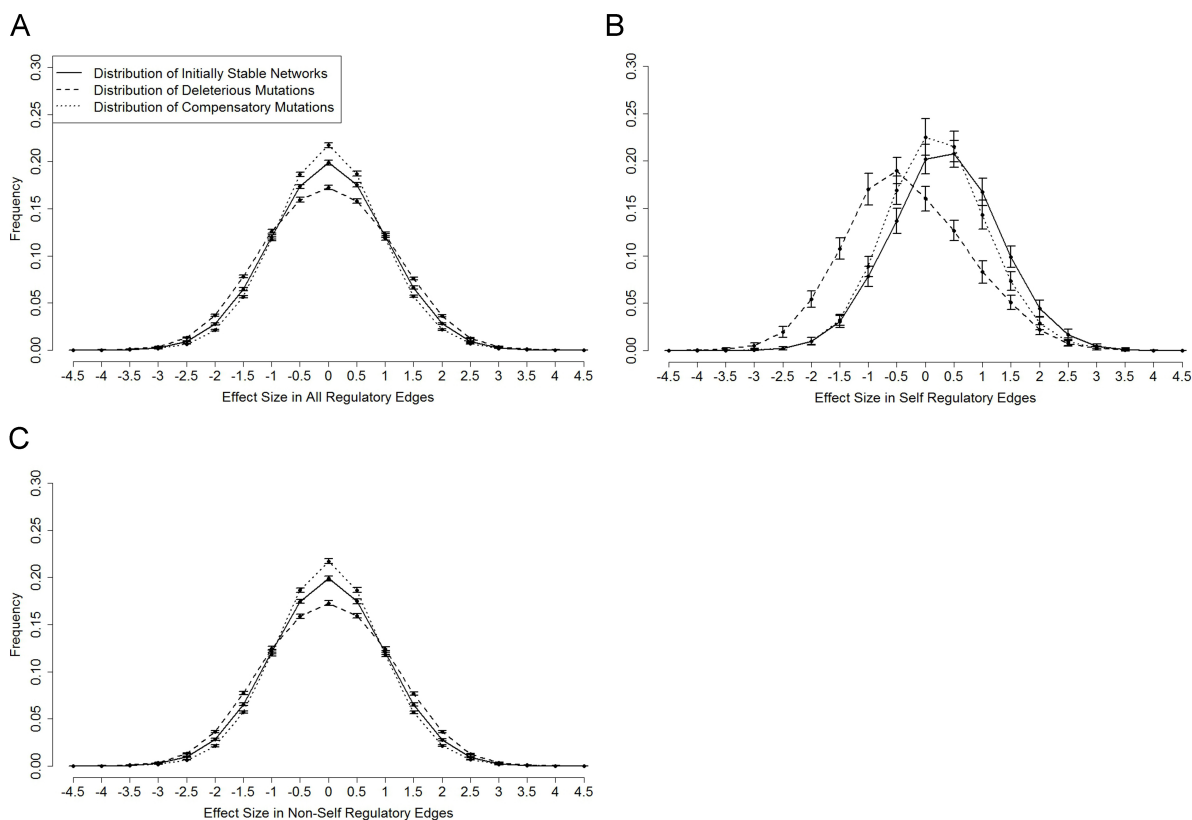 A
0.00 0.05 0.10 0.15 0.20 0.25 0.30
Frequency
Distribution of Initially Stable Networks
Distribution of Deleterious Mutations
Distribution of Compensatory Mutations
-4.5 -4 -3.5 -3 -2.5 -2 -1.5 -1 -0.5 0 0.5 1 1.5 2 2.5 3 3.5 4 4.5
Effect Size in All Regulatory Edges
B
0.00 0.05 0.10 0.15 0.20 0.25 0.30
-4.5 -4 -3.5 -3 -2.5 -2 -1.5 -1 -0.5 0 0.5 1 1.5 2 2.5 3 3.5 4 4.5
Effect Size in Self Regulatory Edges
C
0.00 0.05 0.10 0.15 0.20 0.25 0.30
Frequency
-4.5 -4 -3.5 -3 -2.5 -2 -1.5 -1 -0.5 0 0.5 1 1.5 2 2.5 3 3.5 4 4.5
Effect Size in Non-Self Regulatory Edges